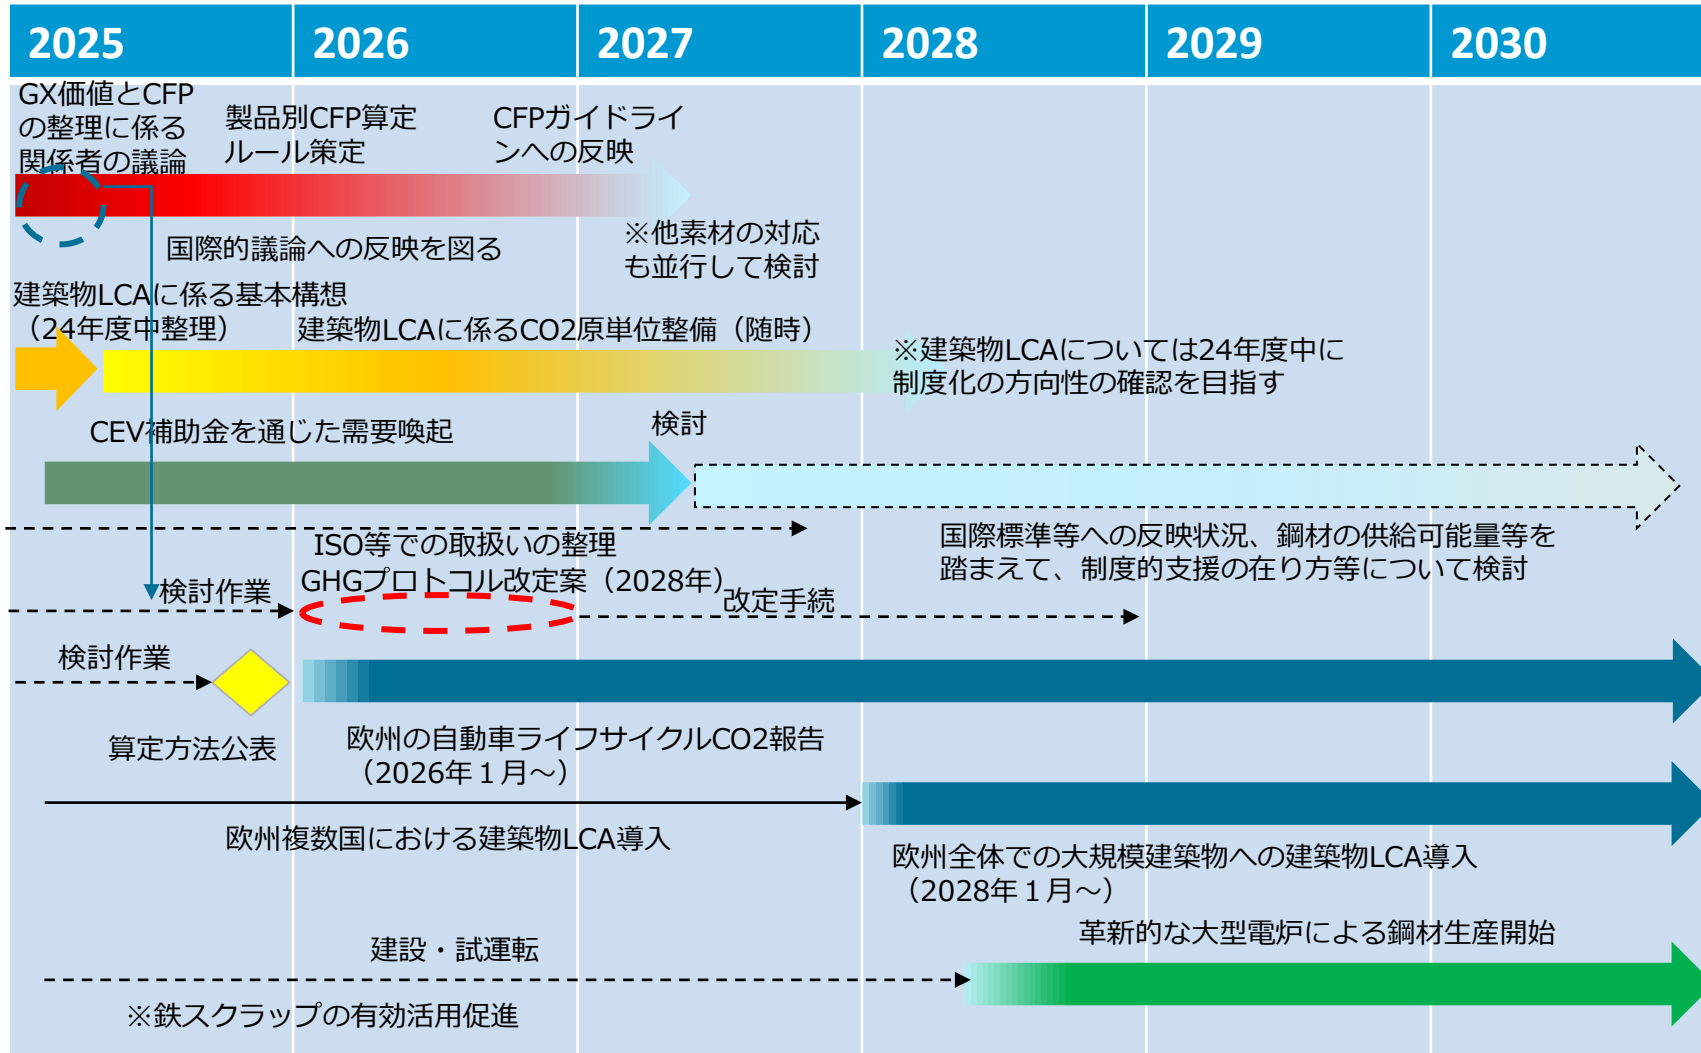 2025
2026
2027
2028
2029
2030
GX価値とCFP
の整理に係る
関係者の議論
製品別CFP算定
ルール策定
CFPガイドライ
ンへの反映
国際的議論への反映を図る
※他素材の対応
も並行して検討
建築物LCAに係る基本構想
（24年度中整理）
建築物LCAに係るCO2原単位整備（随時）
※建築物LCAについては24年度中に
制度化の方向性の確認を目指す
CEV補助金を通じた需要喚起
検討
国際標準等への反映状況、鋼材の供給可能量等を
踏まえて、制度的支援の在り方等について検討
ISO等での取扱いの整理
GHGプロトコル改定案（2028年）
検討作業
改定手続
検討作業
算定方法公表
欧州の自動車ライフサイクルCO2報告
（2026年１月～）
欧州複数国における建築物LCA導入
欧州全体での大規模建築物への建築物LCA導入
（2028年１月～）
建設・試運転
革新的な大型電炉による鋼材生産開始
※鉄スクラップの有効活用促進